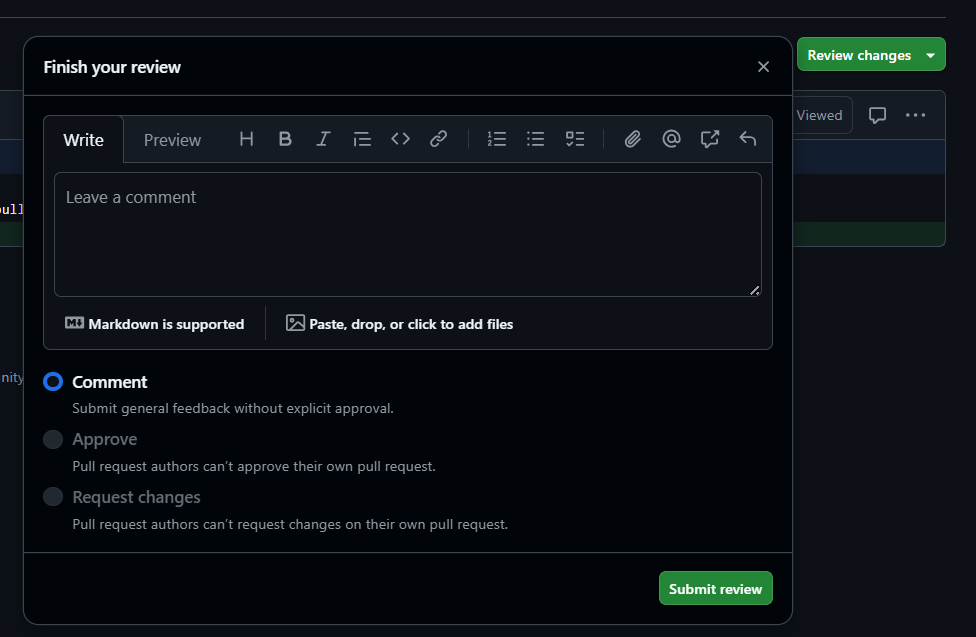 Finish your review
Review changes
Write
Preview
Viewed
Leave a comment
pull
Markdown is supported
Paste, drop, or click to add files
nity
Comment
Submit general feedback without explicit approval.
Approve
Pull request authors can't approve their own pull request.
Request changes
Pull request authors can't request changes on their own pull request.
Submit review